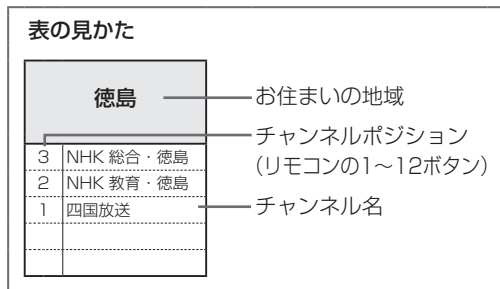 表の見かた
徳島
お住まいの地域
チャンネルポジション
(リモコンの1～12ボタン)
3 NHK 総合・徳島
2 NHK 教育・徳島
1 四国放送
チャンネル名